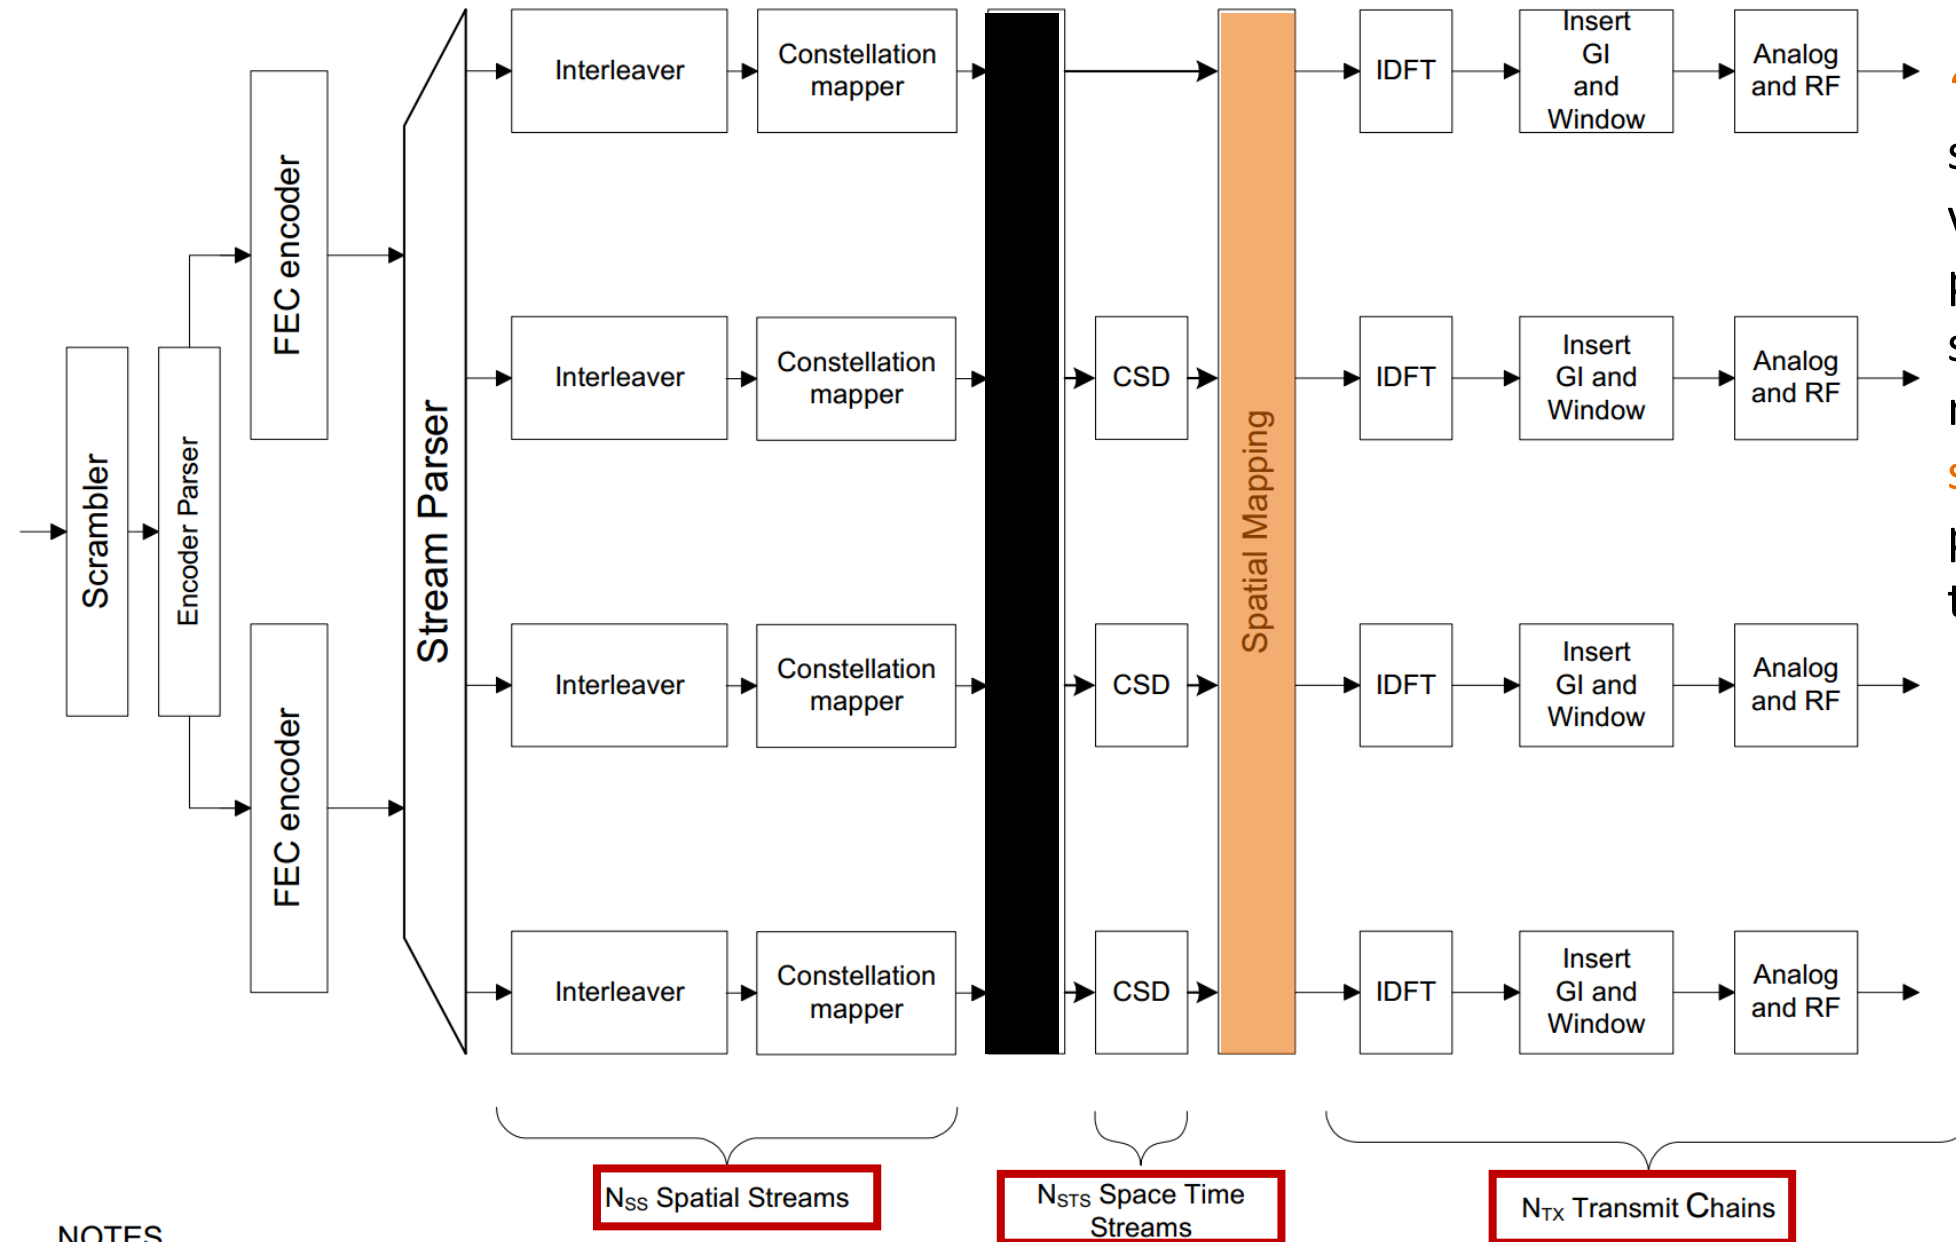 Scrambler
Encoder Parser
FEC encoder
FEC encoder
Stream Parser
Interleaver
Constellation
mapper
Interleaver
Constellation
mapper
Interleaver
Constellation
mapper
Interleaver
Constellation
mapper
CSD
CSD
CSD
Spatial Mapping
IDFT
Insert
GI
and
Window
Analog
and RF
IDFT
Insert
GI and
Window
Analog
and RF
IDFT
Insert
GI and
Window
Analog
and RF
IDFT
Insert
GI and
Window
Analog
and RF
NSS Spatial Streams
NSTS Space Time
Streams
NTX Transmit Chains
NOTES